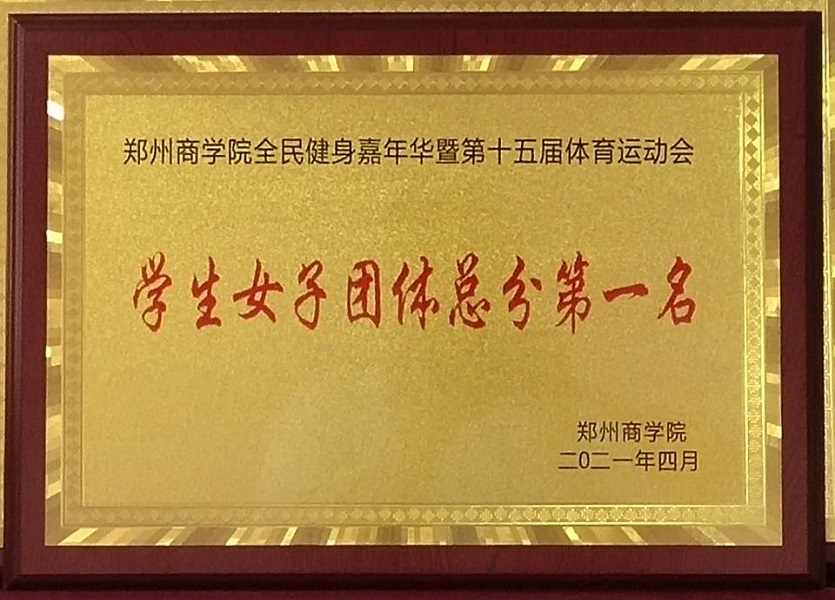 郑州商学院全民健身嘉年华暨第十五届体育运动会
学生女子团体总分第一名
郑州商学院
二0二一年四月